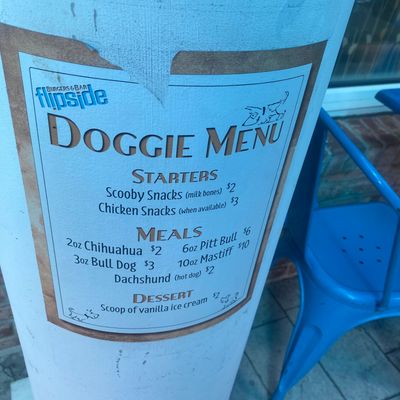 BURGERS & BAR
flipside
DOGGIE MENU
STARTERS
Scooby Snacks (milk bones) $2
Chicken Snacks (when available) $3
MEALS
2oz Chihuahua $2 6oz Pitt Bull $6
3oz Bull Dog $3 10oz Mastiff $10
Dachshund (hot dog) $2
DESSERT
Scoop of vanilla ice cream $2